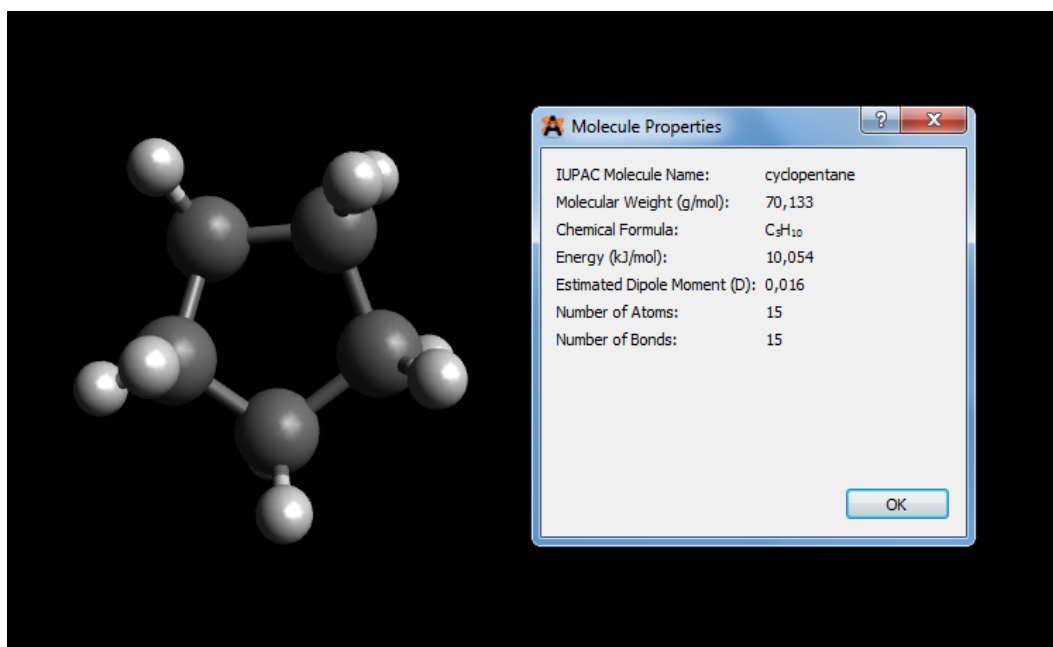 Molecule Properties
?
X
IUPAC Molecule Name: cyclopentane
Molecular Weight (g/mol): 70,133
Chemical Formula: C₅H₁₀
Energy (kJ/mol): 10,054
Estimated Dipole Moment (D): 0,016
Number of Atoms: 15
Number of Bonds: 15
OK